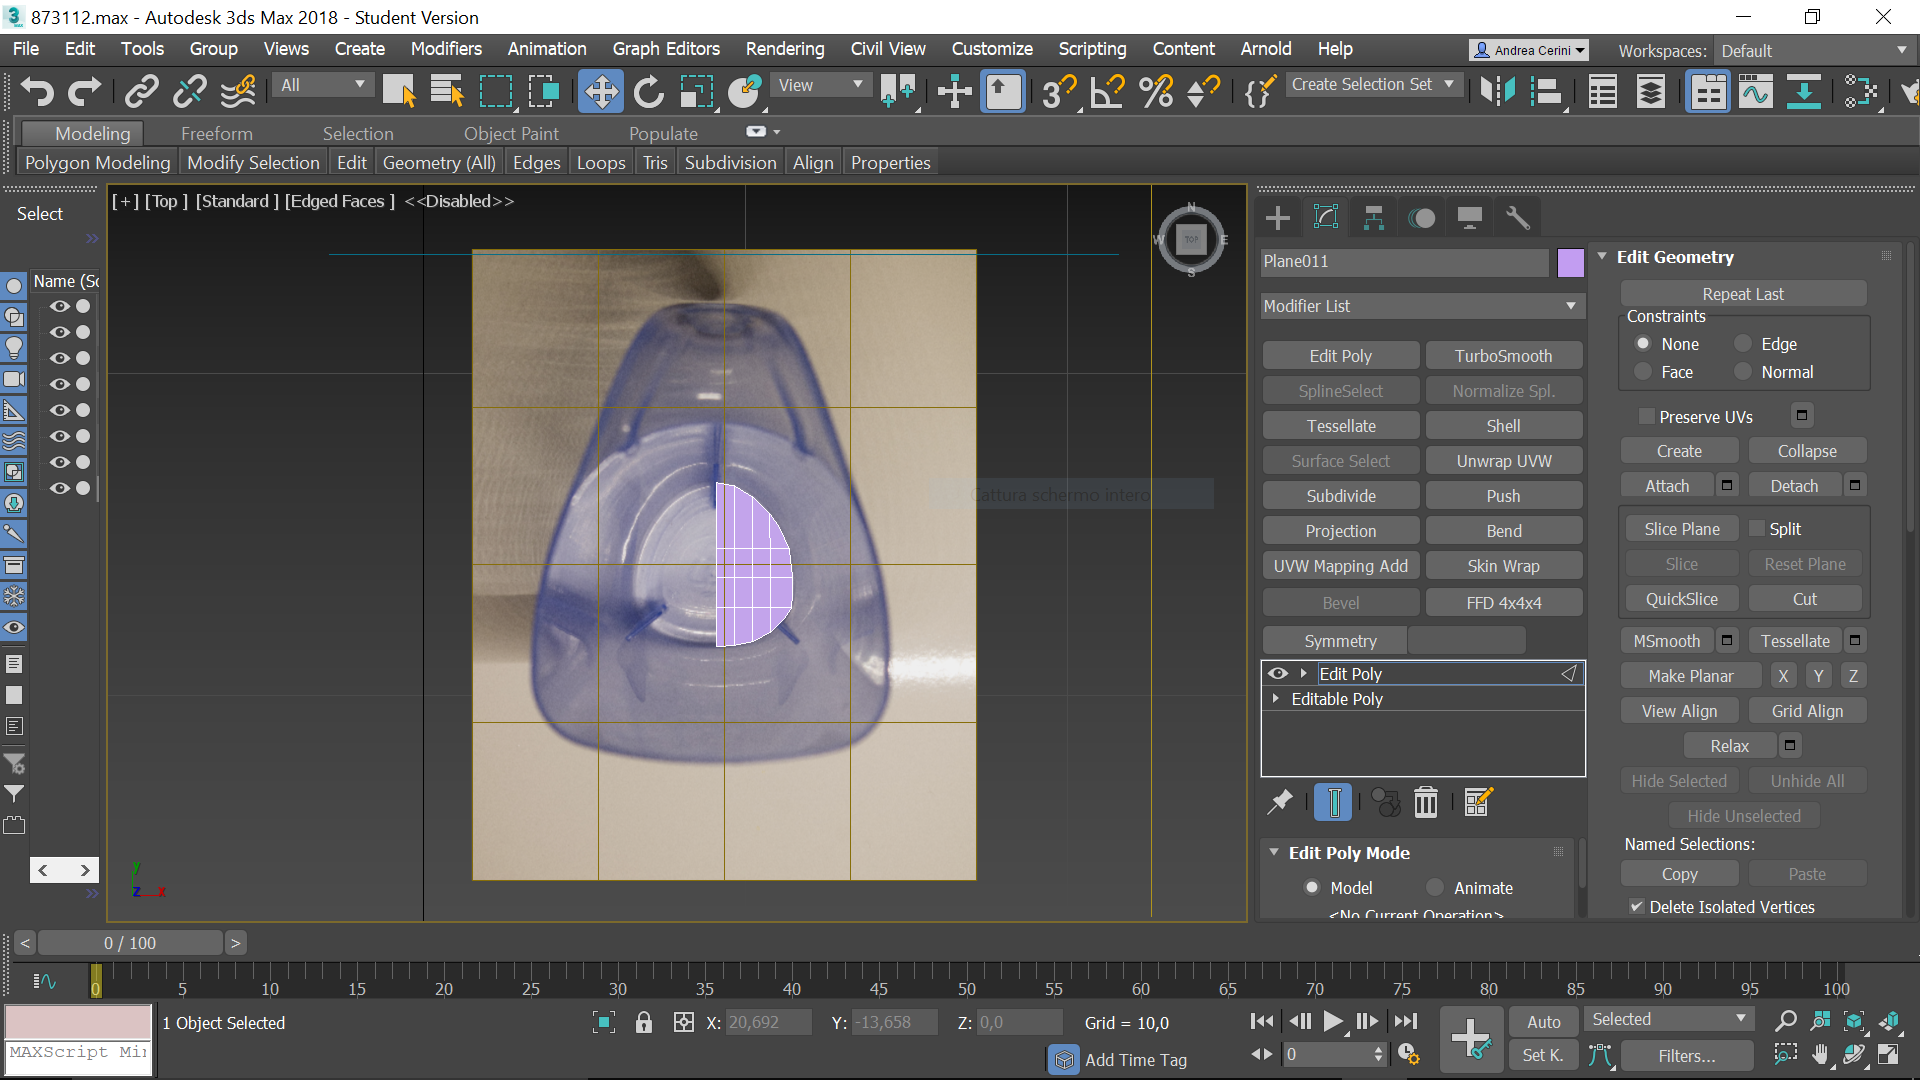 873112.max - Autodesk 3ds Max 2018 - Student Version
File Edit Tools Group Views Create Modifiers Animation Graph Editors Rendering Civil View Customize Scripting Content Arnold Help Andrea Cerini Workspaces: Default
All View 3 Create Selection Set
Modeling Freeform Selection Object Paint Populate
Polygon Modeling Modify Selection Edit Geometry (All) Edges Loops Tris Subdivision Align Properties
Select
Name (Sc
[+] [Top ] [Standard ] [Edged Faces ] <<Disabled>>
N
W TOP E
S
Cattura schermo intero
y
z x
Plane011
Modifier List
Edit Poly TurboSmooth
SplineSelect Normalize Spl.
Tessellate Shell
Surface Select Unwrap UVW
Subdivide Push
Projection Bend
UVW Mapping Add Skin Wrap
Bevel FFD 4x4x4
Symmetry
Edit Poly
Editable Poly
Edit Poly Mode
Model Animate
<No Current Operation>
Edit Geometry
Repeat Last
Constraints
None Edge
Face Normal
Preserve UVs
Create Collapse
Attach Detach
Slice Plane Split
Slice Reset Plane
QuickSlice Cut
MSmooth Tessellate
Make Planar X Y Z
View Align Grid Align
Relax
Hide Selected Unhide All
Hide Unselected
Named Selections:
Copy Paste
Delete Isolated Vertices
< 0 / 100 >
0 5 10 15 20 25 30 35 40 45 50 55 60 65 70 75 80 85 90 95 100
1 Object Selected X: 20,692 Y: -13,658 Z: 0,0 Grid = 10,0 Auto Selected
MAXScript Mi Add Time Tag 0 Set K. Filters...